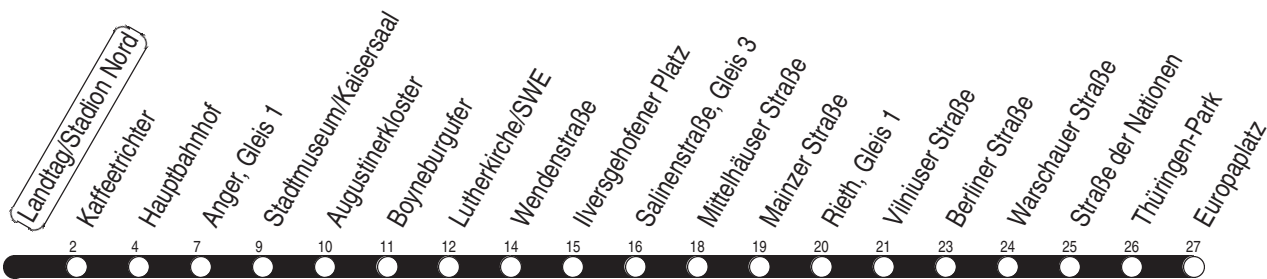 Landtag/Stadion Nord
Kaffeetrichter
Hauptbahnhof
Anger, Gleis 1
Stadtmuseum/Kaisersaal
Augustinerkloster
Boyneburgufer
Lutherkirche/SWE
Wendenstraße
Ilversgehofener Platz
Salinenstraße, Gleis 3
Mittelhäuser Straße
Mainzer Straße
Rieth, Gleis 1
Vilniuser Straße
Berliner Straße
Warschauer Straße
Straße der Nationen
Thüringen-Park
Europaplatz
2 4 7 9 10 11 12 14 15 16 18 19 20 21 23 24 25 26 27